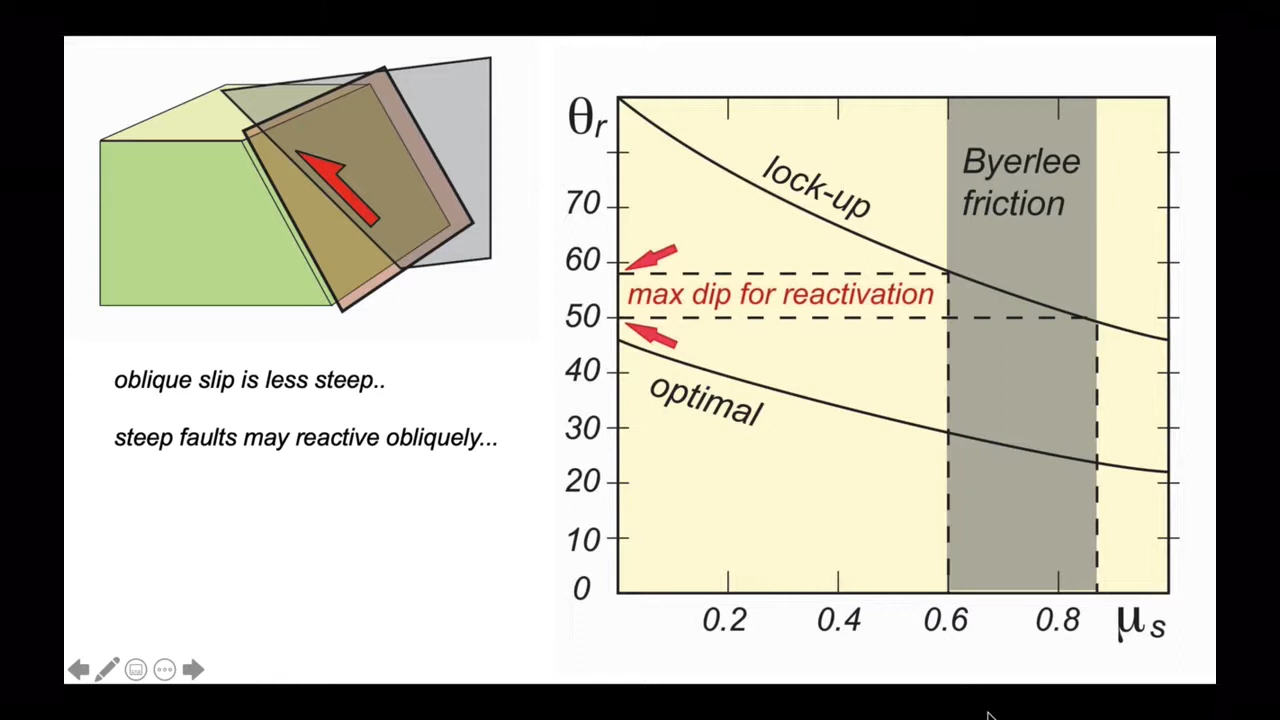 oblique slip is less steep..
steep faults may reactive obliquely...
θr
70
60
50
40
30
20
10
0
lock-up
Byerlee
friction
max dip for reactivation
optimal
0.2
0.4
0.6
0.8
μs